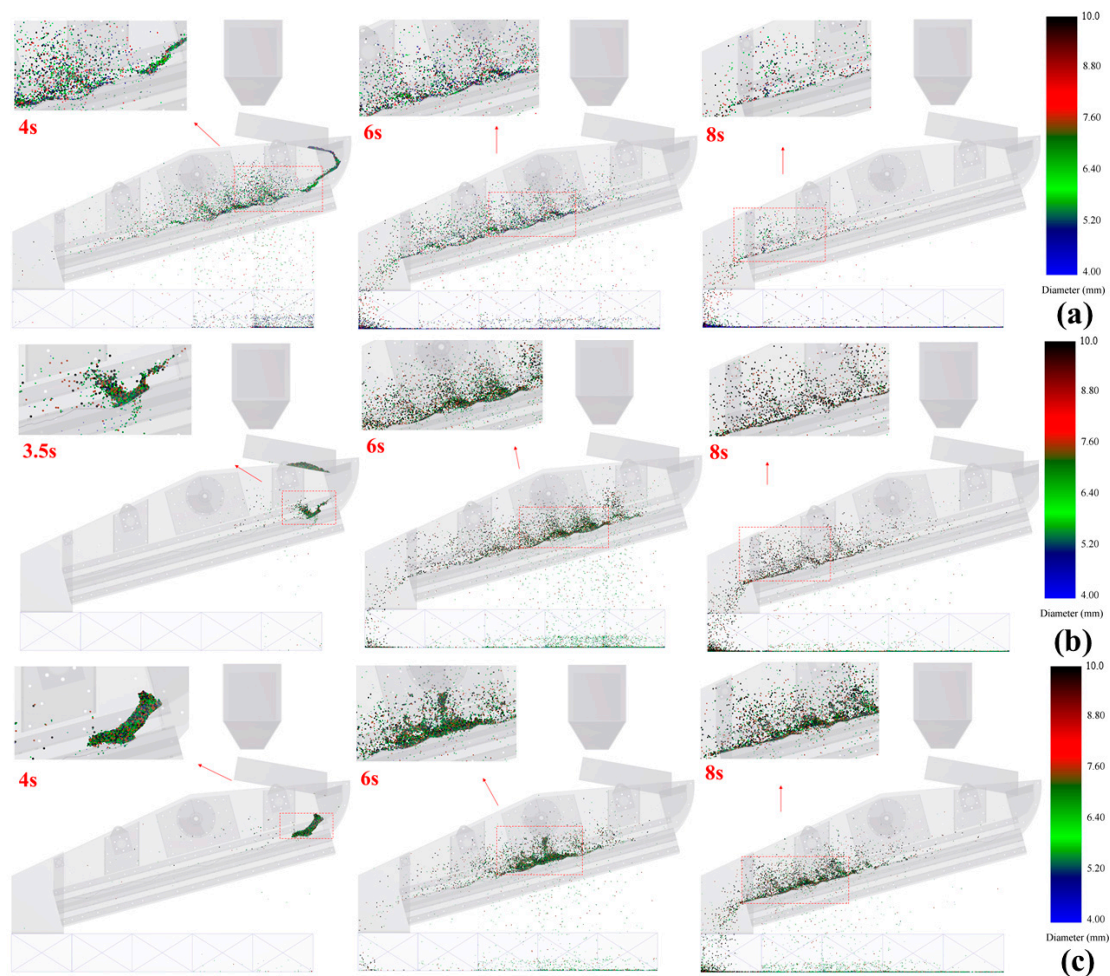 10.0
8.80
7.60
6.40
5.20
4.00
Diameter (mm)
4s
6s
8s
(a)
10.0
8.80
7.60
6.40
5.20
4.00
Diameter (mm)
3.5s
6s
8s
(b)
10.0
8.80
7.60
6.40
5.20
4.00
Diameter (mm)
4s
6s
8s
(c)